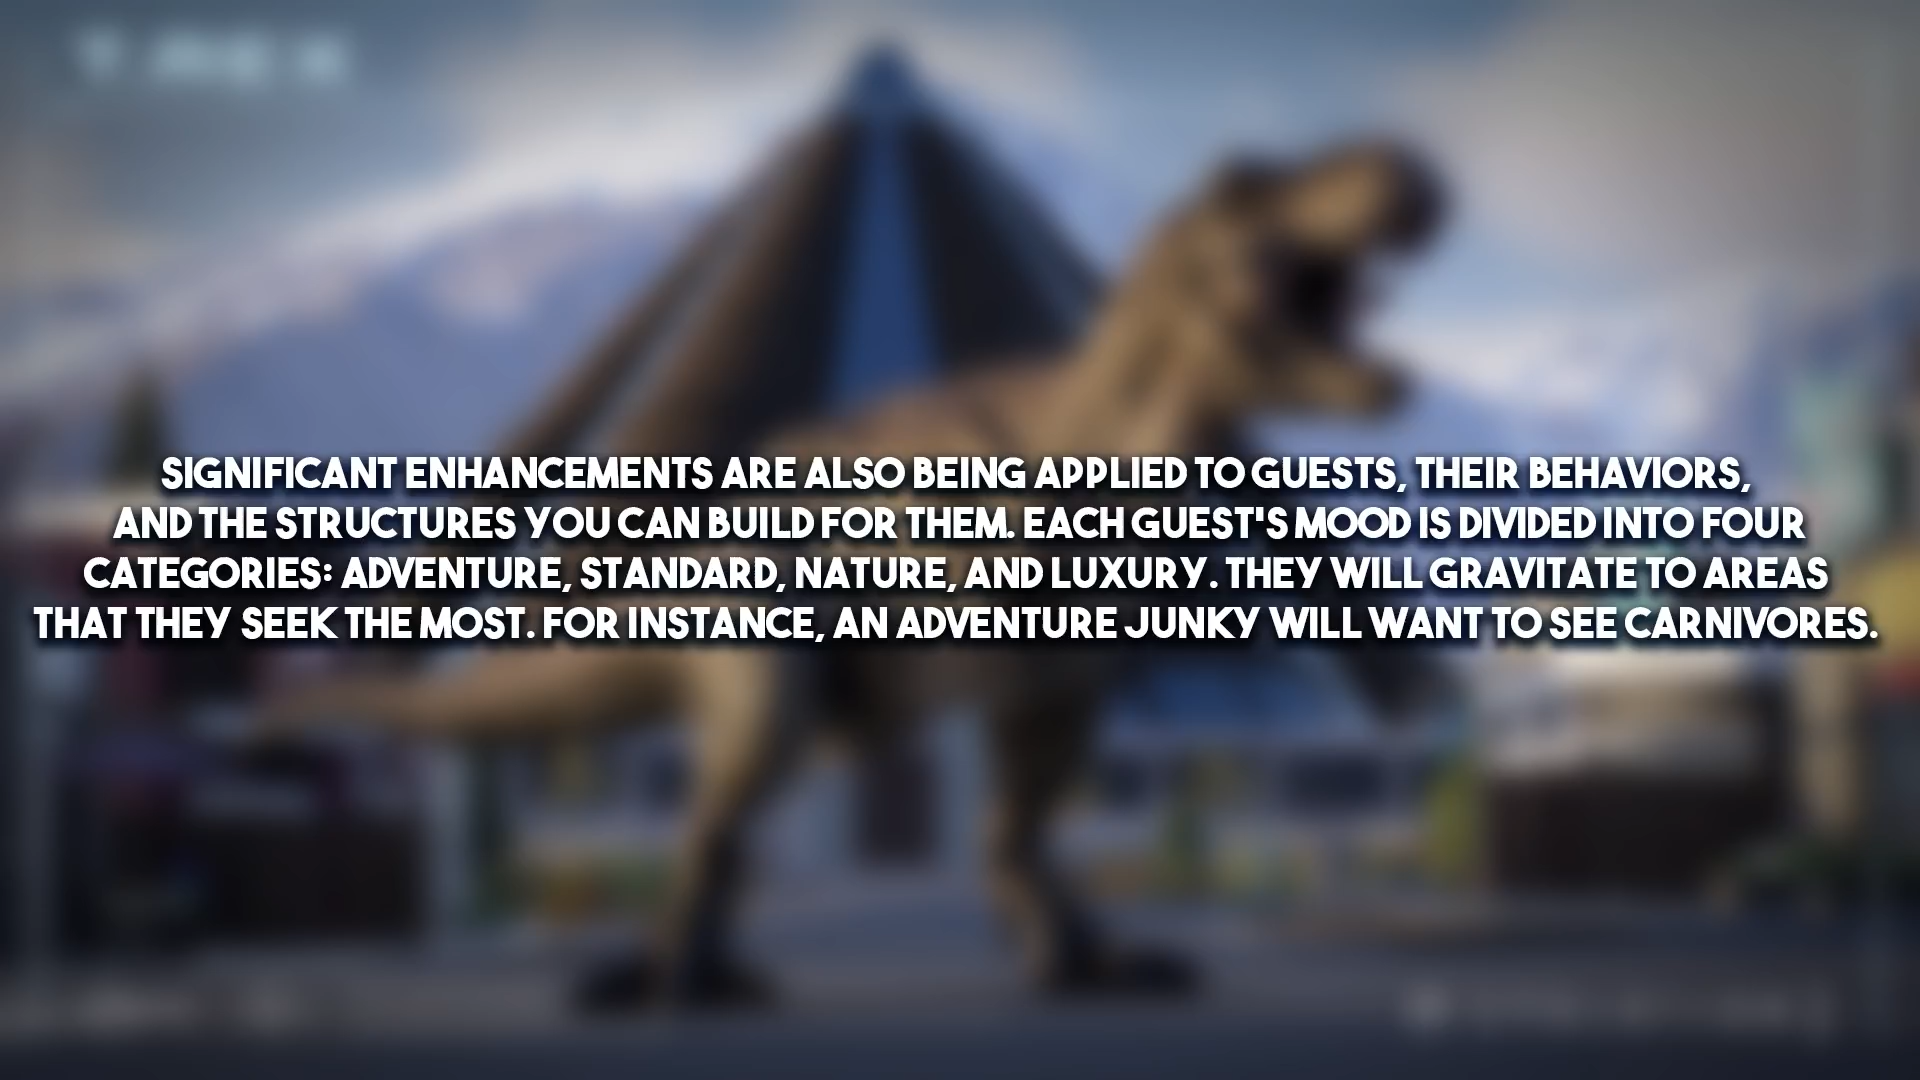 T. REX
SIGNIFICANT ENHANCEMENTS ARE ALSO BEING APPLIED TO GUESTS, THEIR BEHAVIORS,
AND THE STRUCTURES YOU CAN BUILD FOR THEM. EACH GUEST'S MOOD IS DIVIDED INTO FOUR
CATEGORIES: ADVENTURE, STANDARD, NATURE, AND LUXURY. THEY WILL GRAVITATE TO AREAS
THAT THEY SEEK THE MOST. FOR INSTANCE, AN ADVENTURE JUNKY WILL WANT TO SEE CARNIVORES.